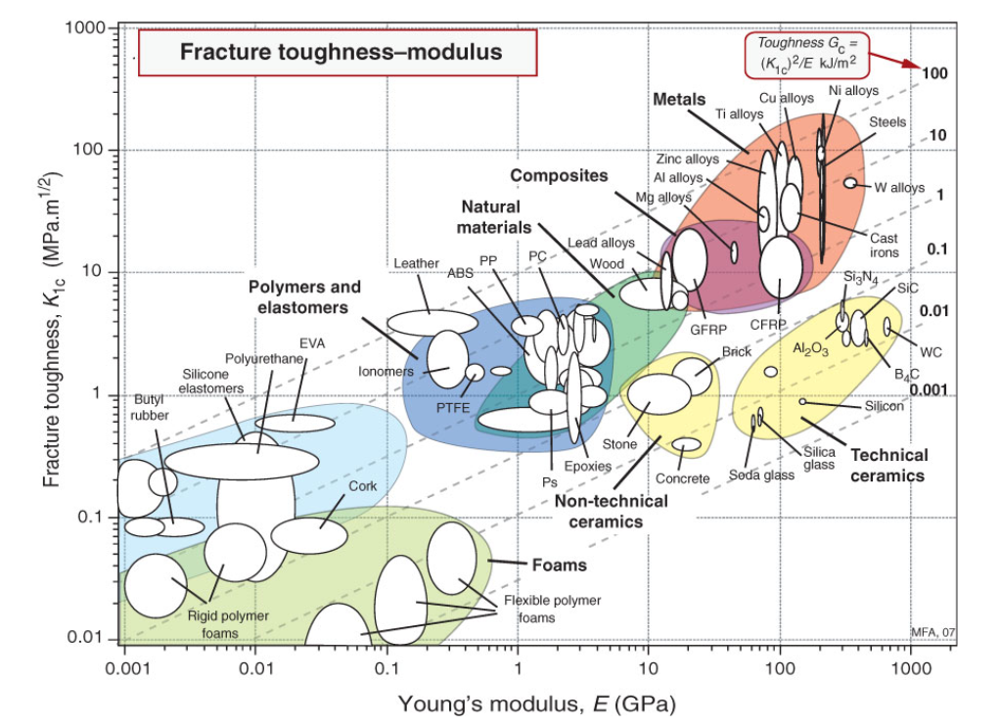 Fracture toughness–modulus
Toughness Gc =
(K1c)²/E kJ/m²
1000
100
10
1
0.1
0.01
Fracture toughness, K1c (MPa.m1/2)
100
10
1
0.1
0.01
0.001
Metals
Ti alloys
Cu alloys
Ni alloys
Steels
Zinc alloys
Al alloys
Mg alloys
W alloys
Cast
irons
Composites
Natural
materials
Lead alloys
Wood
GFRP
CFRP
Leather
ABS
PP
PC
Polymers and
elastomers
Ionomers
PTFE
Ps
Epoxies
EVA
Polyurethane
Silicone
elastomers
Butyl
rubber
Cork
Si3N4
SiC
Al2O3
WC
B4C
Silicon
Brick
Stone
Concrete
Soda glass
Silica
glass
Technical
ceramics
Non-technical
ceramics
Foams
Flexible polymer
foams
Rigid polymer
foams
MFA, 07
0.001
0.01
0.1
1
10
100
1000
Young's modulus, E (GPa)